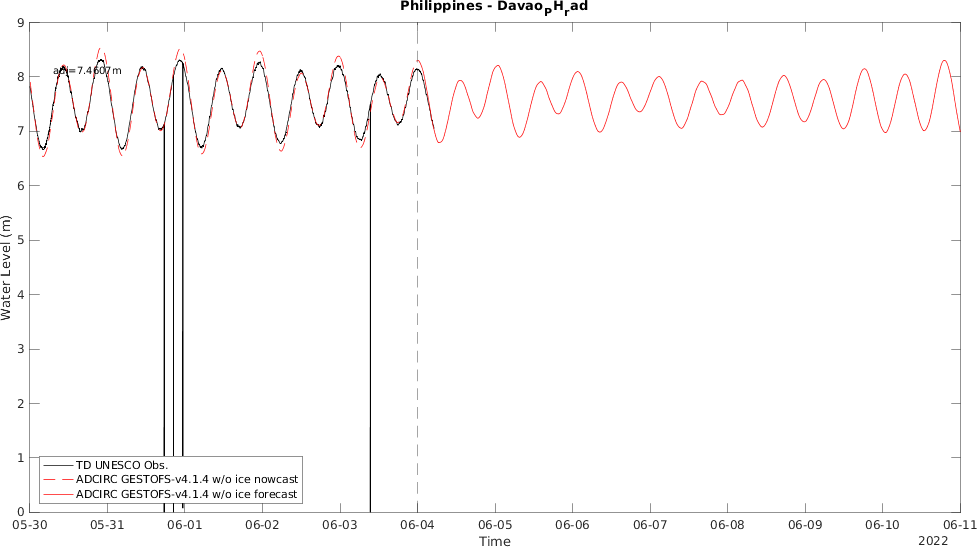 Philippines - Davao_PH_rad
9
8
7
6
5
4
3
2
1
0
Water Level (m)
adj=7.4607m
TD UNESCO Obs.
ADCIRC GESTOFS-v4.1.4 w/o ice nowcast
ADCIRC GESTOFS-v4.1.4 w/o ice forecast
05-30 05-31 06-01 06-02 06-03 06-04 06-05 06-06 06-07 06-08 06-09 06-10 06-11
Time
2022